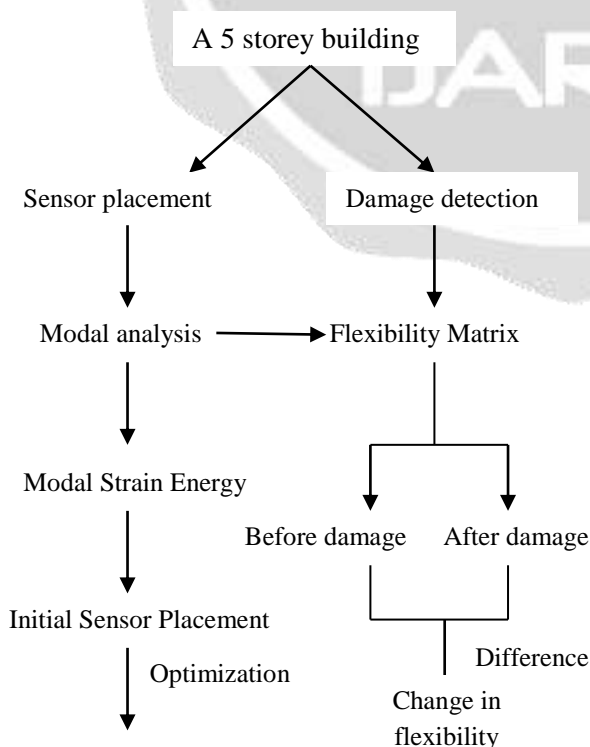 A 5 storey building
Sensor placement
Damage detection
Modal analysis
Flexibility Matrix
Modal Strain Energy
Before damage
After damage
Initial Sensor Placement
Optimization
Difference
Change in
flexibility